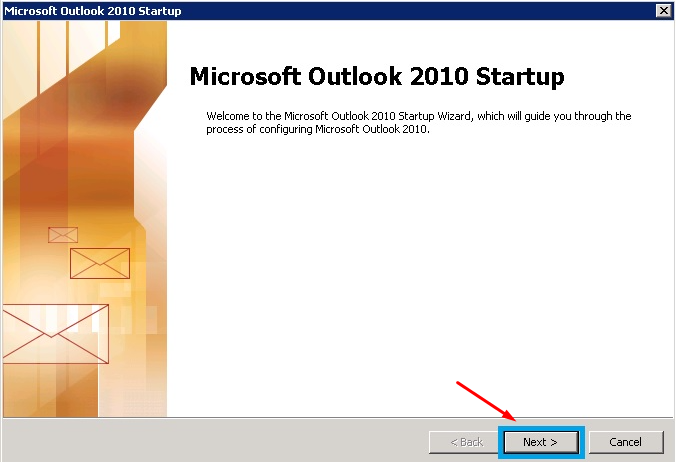 Microsoft Outlook 2010 Startup
Microsoft Outlook 2010 Startup
Welcome to the Microsoft Outlook 2010 Startup Wizard, which will guide you through the
process of configuring Microsoft Outlook 2010.
< Back
Next >
Cancel